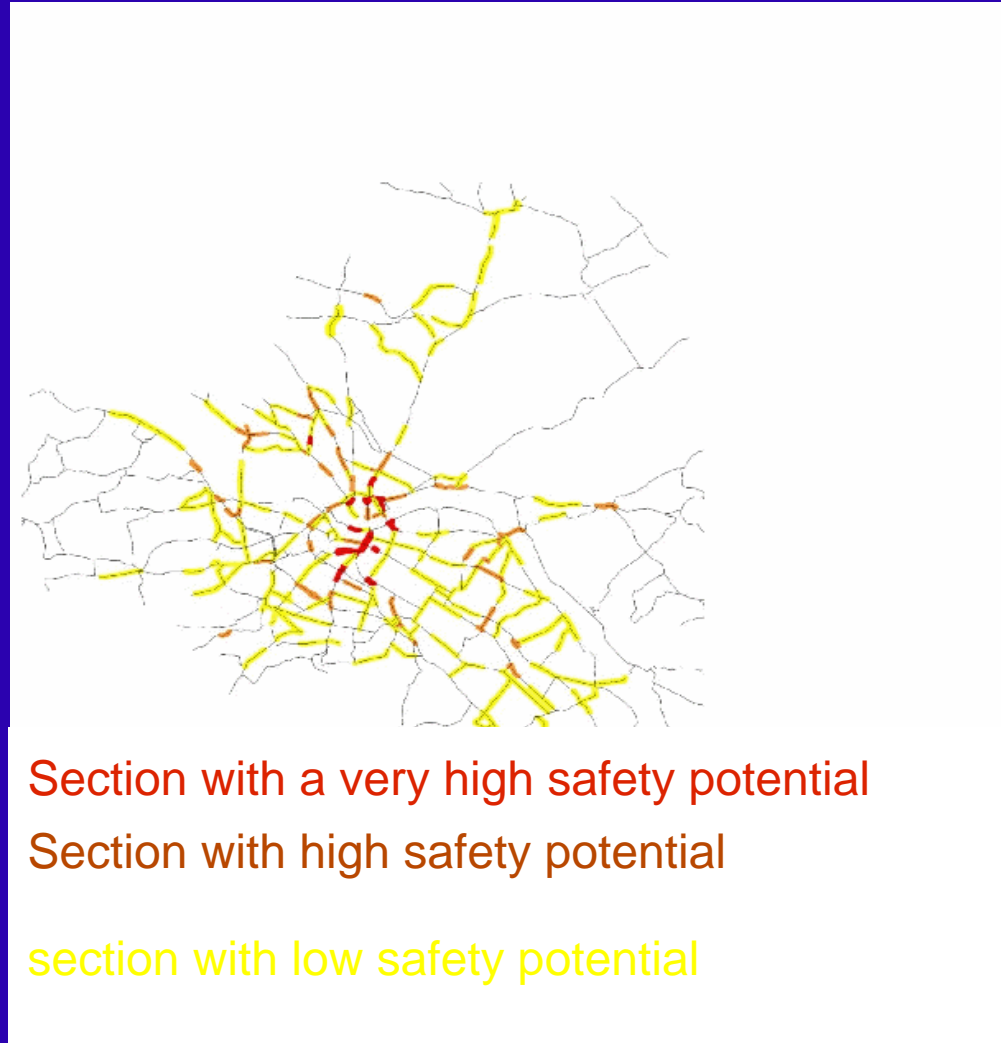 Section with a very high safety potential
Section with high safety potential
section with low safety potential